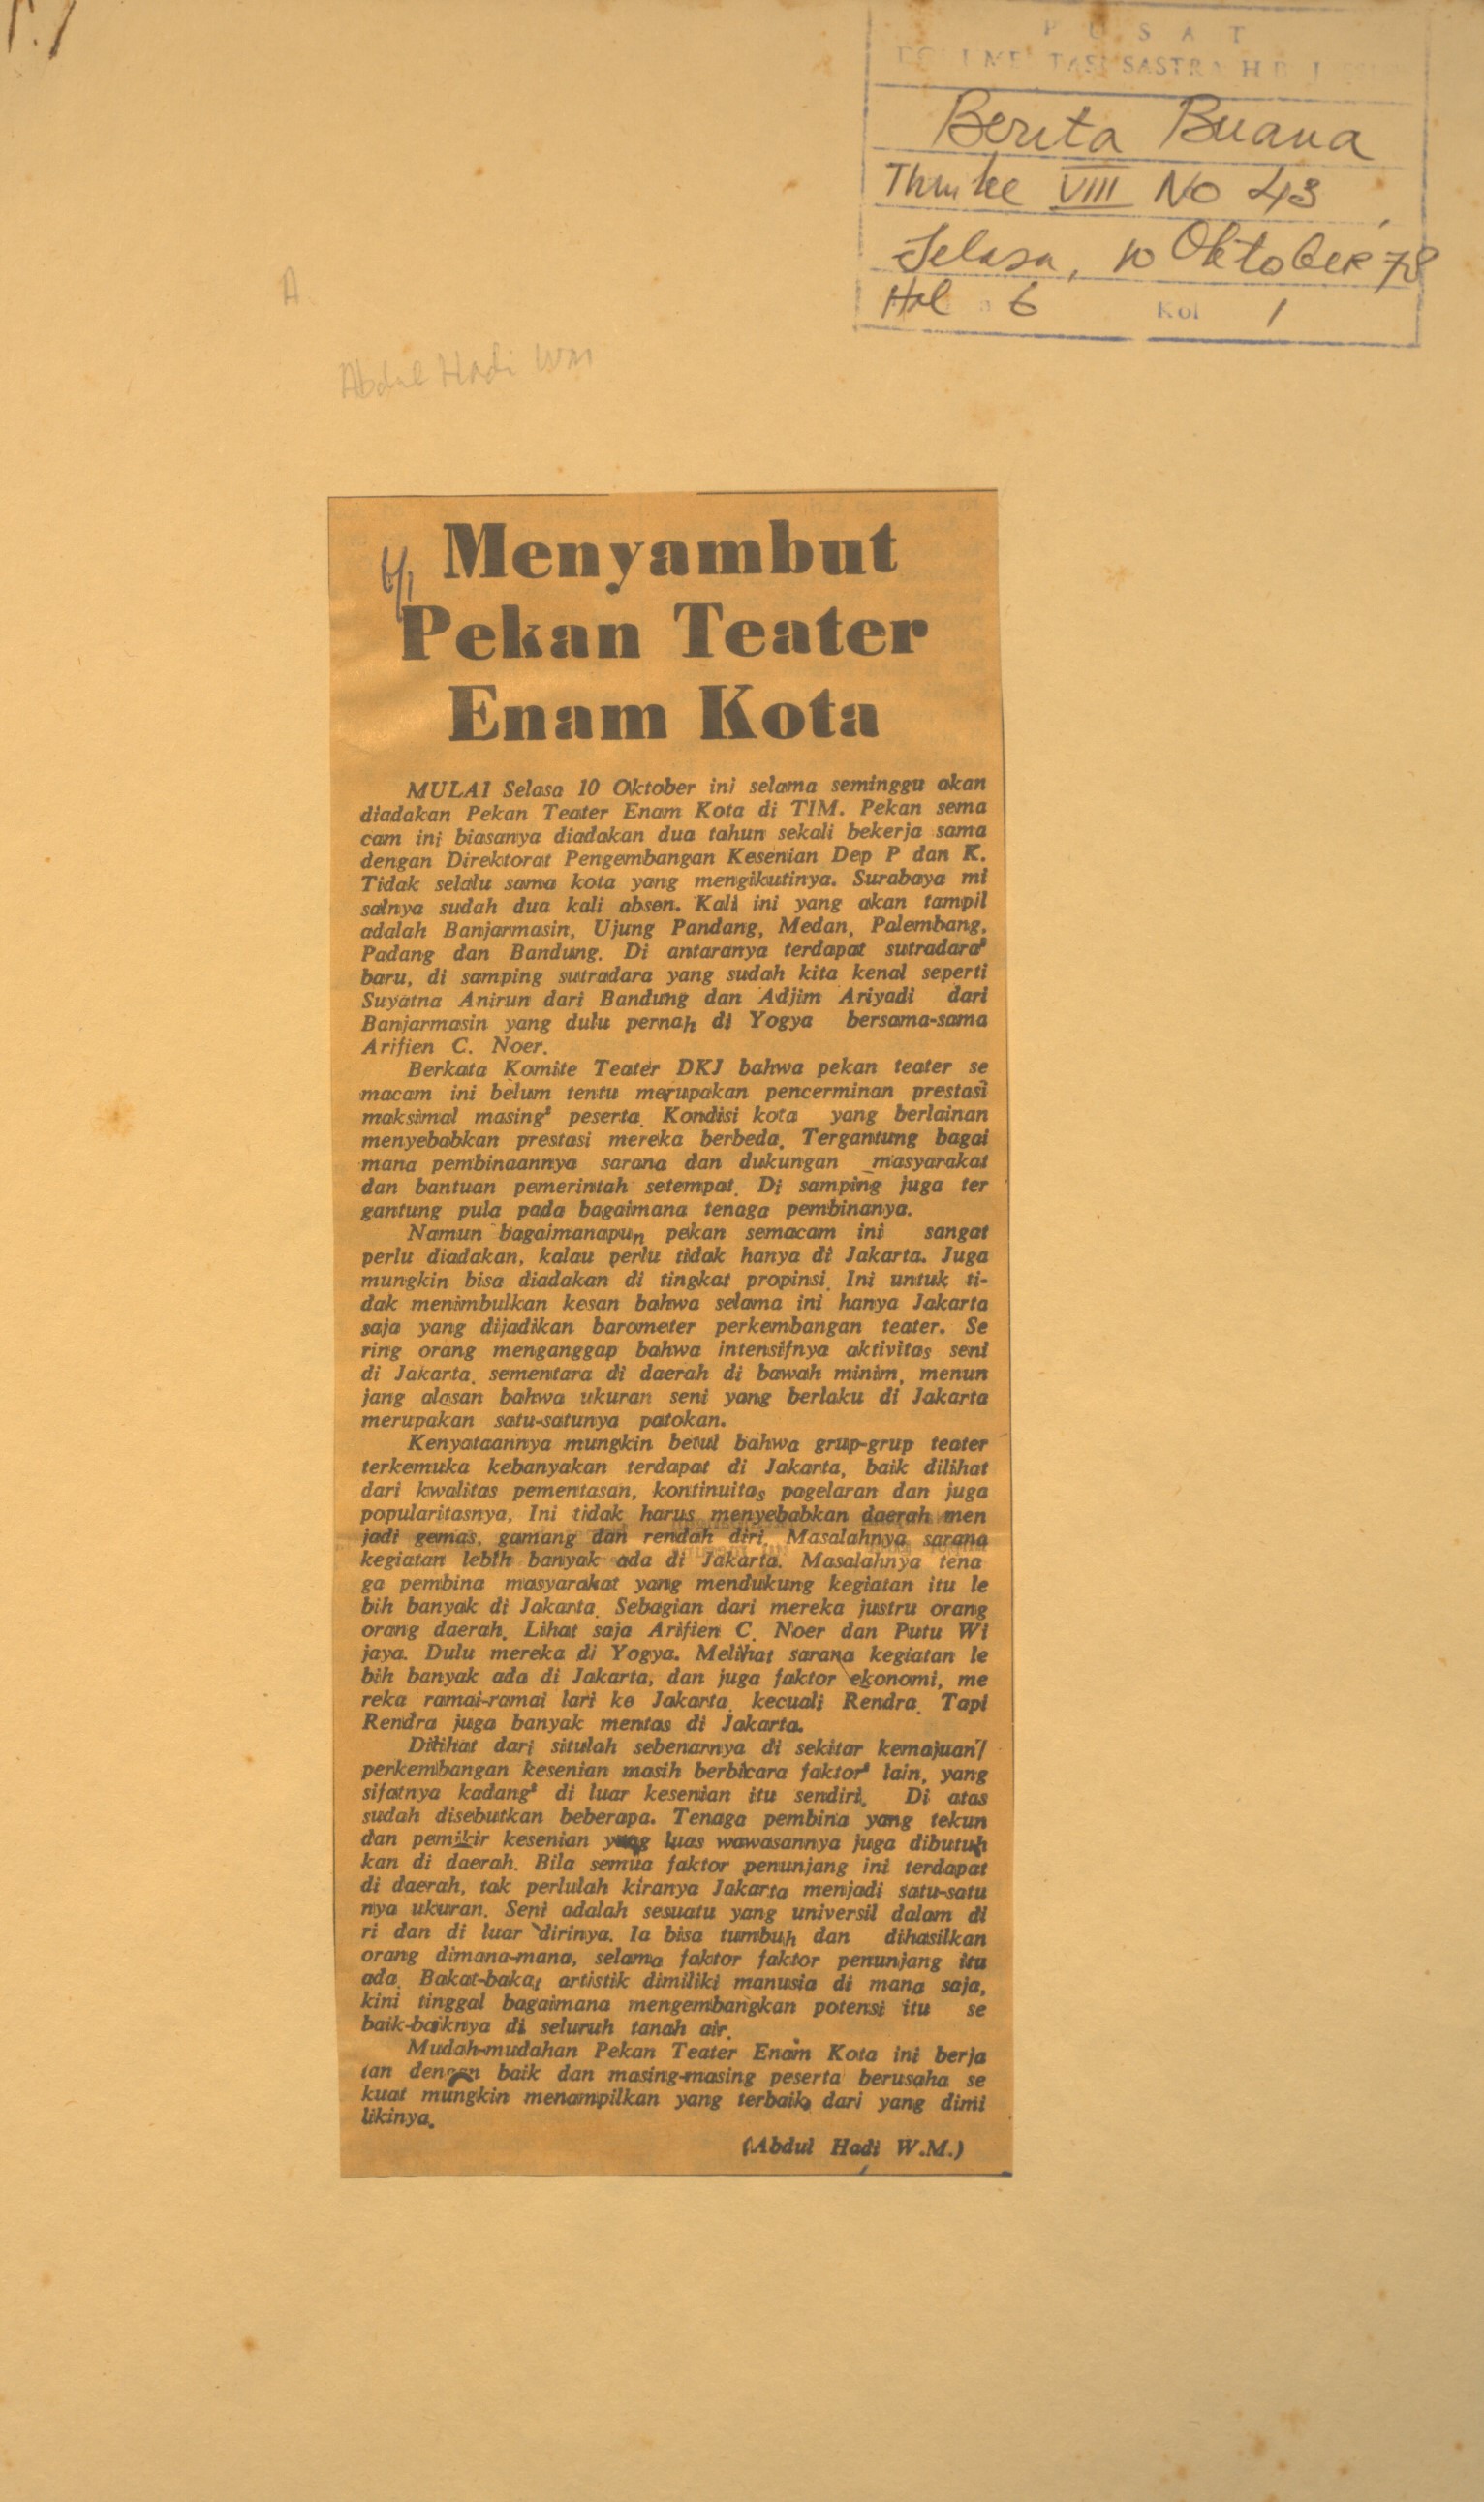 P U S A T
SASTRA H B
Berita Buana
Thn ke VIII No 43
Selasa, 10 Oktober 78
Hal 6 Kol 1
A.
Abdul Hadi WM
Menyambut
Pekan Teater
Enam Kota
MULAI Selasa 10 Oktober ini selama seminggu akan
diadakan Pekan Teater Enam Kota di TIM. Pekan sema
cam ini biasanya diadakan dua tahun sekali bekerja sama
dengan Direktorat Pengembangan Kesenian Dep P dan K.
Tidak selalu sama kota yang mengikutinya. Surabaya mi
salnya sudah dua kali absen. Kali ini yang akan tampil
adalah Banjarmasin, Ujung Pandang, Medan, Palembang,
Padang dan Bandung. Di antaranya terdapat sutradara²
baru, di samping sutradara yang sudah kita kenal seperti
Suyatna Anirun dari Bandung dan Adjim Ariyadi dari
Banjarmasin yang dulu pernah di Yogya bersama-sama
Arifien C. Noer.
Berkata Komite Teater DKJ bahwa pekan teater se
macam ini belum tentu merupakan pencerminan prestasi
maksimal masing² peserta. Kondisi kota yang berlainan
menyebabkan prestasi mereka berbeda. Tergantung bagai
mana pembinaannya sarana dan dukungan masyarakat
dan bantuan pemerintah setempat. Di samping juga ter
gantung pula pada bagaimana tenaga pembinanya.
Namun bagaimanapun pekan semacam ini sangat
perlu diadakan, kalau perlu tidak hanya di Jakarta. Juga
mungkin bisa diadakan di tingkat propinsi. Ini untuk ti-
dak menimbulkan kesan bahwa selama ini hanya Jakarta
saja yang dijadikan barometer perkembangan teater. Se
ring orang menganggap bahwa intensifnya aktivitas seni
di Jakarta, sementara di daerah di bawah minim, menun
jang alasan bahwa ukuran seni yang berlaku di Jakarta
merupakan satu-satunya patokan.
Kenyataannya mungkin betul bahwa grup-grup teater
terkemuka kebanyakan terdapat di Jakarta, baik dilihat
dari kwalitas pementasan, kontinuitas pagelaran dan juga
popularitasnya, Ini tidak harus menyebabkan daerah men
jadi gemas, gamang dan rendah diri. Masalahnya sarana
kegiatan lebih banyak ada di Jakarta. Masalahnya tena
ga pembina masyarakat yang mendukung kegiatan itu le
bih banyak di Jakarta. Sebagian dari mereka justru orang
orang daerah. Lihat saja Arifien C. Noer dan Putu Wi
jaya. Dulu mereka di Yogya. Melihat sarana kegiatan le
bih banyak ada di Jakarta, dan juga faktor ekonomi, me
reka ramai-ramai lari ke Jakarta, kecuali Rendra. Tapi
Rendra juga banyak mentas di Jakarta.
Dilihat dari situlah sebenarnya di sekitar kemajuan/
perkembangan kesenian masih berbicara faktor² lain, yang
sifatnya kadang² di luar kesenian itu sendiri. Di atas
sudah disebutkan beberapa. Tenaga pembina yang tekun
dan pemikir kesenian yang luas wawasannya juga dibutuh
kan di daerah. Bila semua faktor penunjang ini terdapat
di daerah, tak perlulah kiranya Jakarta menjadi satu-satu
nya ukuran. Seni adalah sesuatu yang universil dalam di
ri dan di luar dirinya. Ia bisa tumbuh dan dihasilkan
orang dimana-mana, selama faktor faktor penunjang itu
ada. Bakat-bakat artistik dimiliki manusia di mana saja,
kini tinggal bagaimana mengembangkan potensi itu se
baik-baiknya di seluruh tanah air.
Mudah-mudahan Pekan Teater Enam Kota ini berja
lan dengan baik dan masing-masing peserta berusaha se
kuat mungkin menampilkan yang terbaik dari yang dimi
likinya.
(Abdul Hadi W.M.)